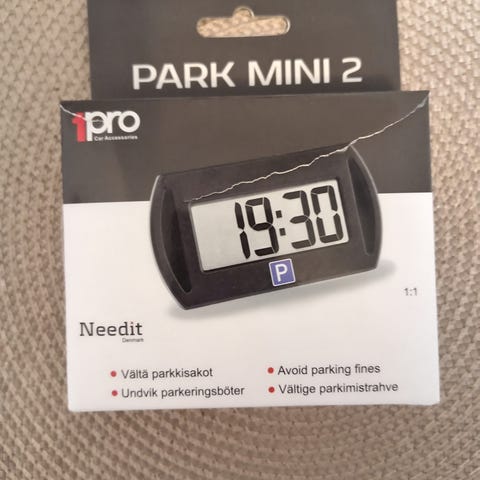 PARK MINI 2
1pro
Car Accessories
19:30
P
1:1
Needit
Denmark
• Vältä parkkisakot
• Undvik parkeringsböter
• Avoid parking fines
• Vältige parkimistrahve